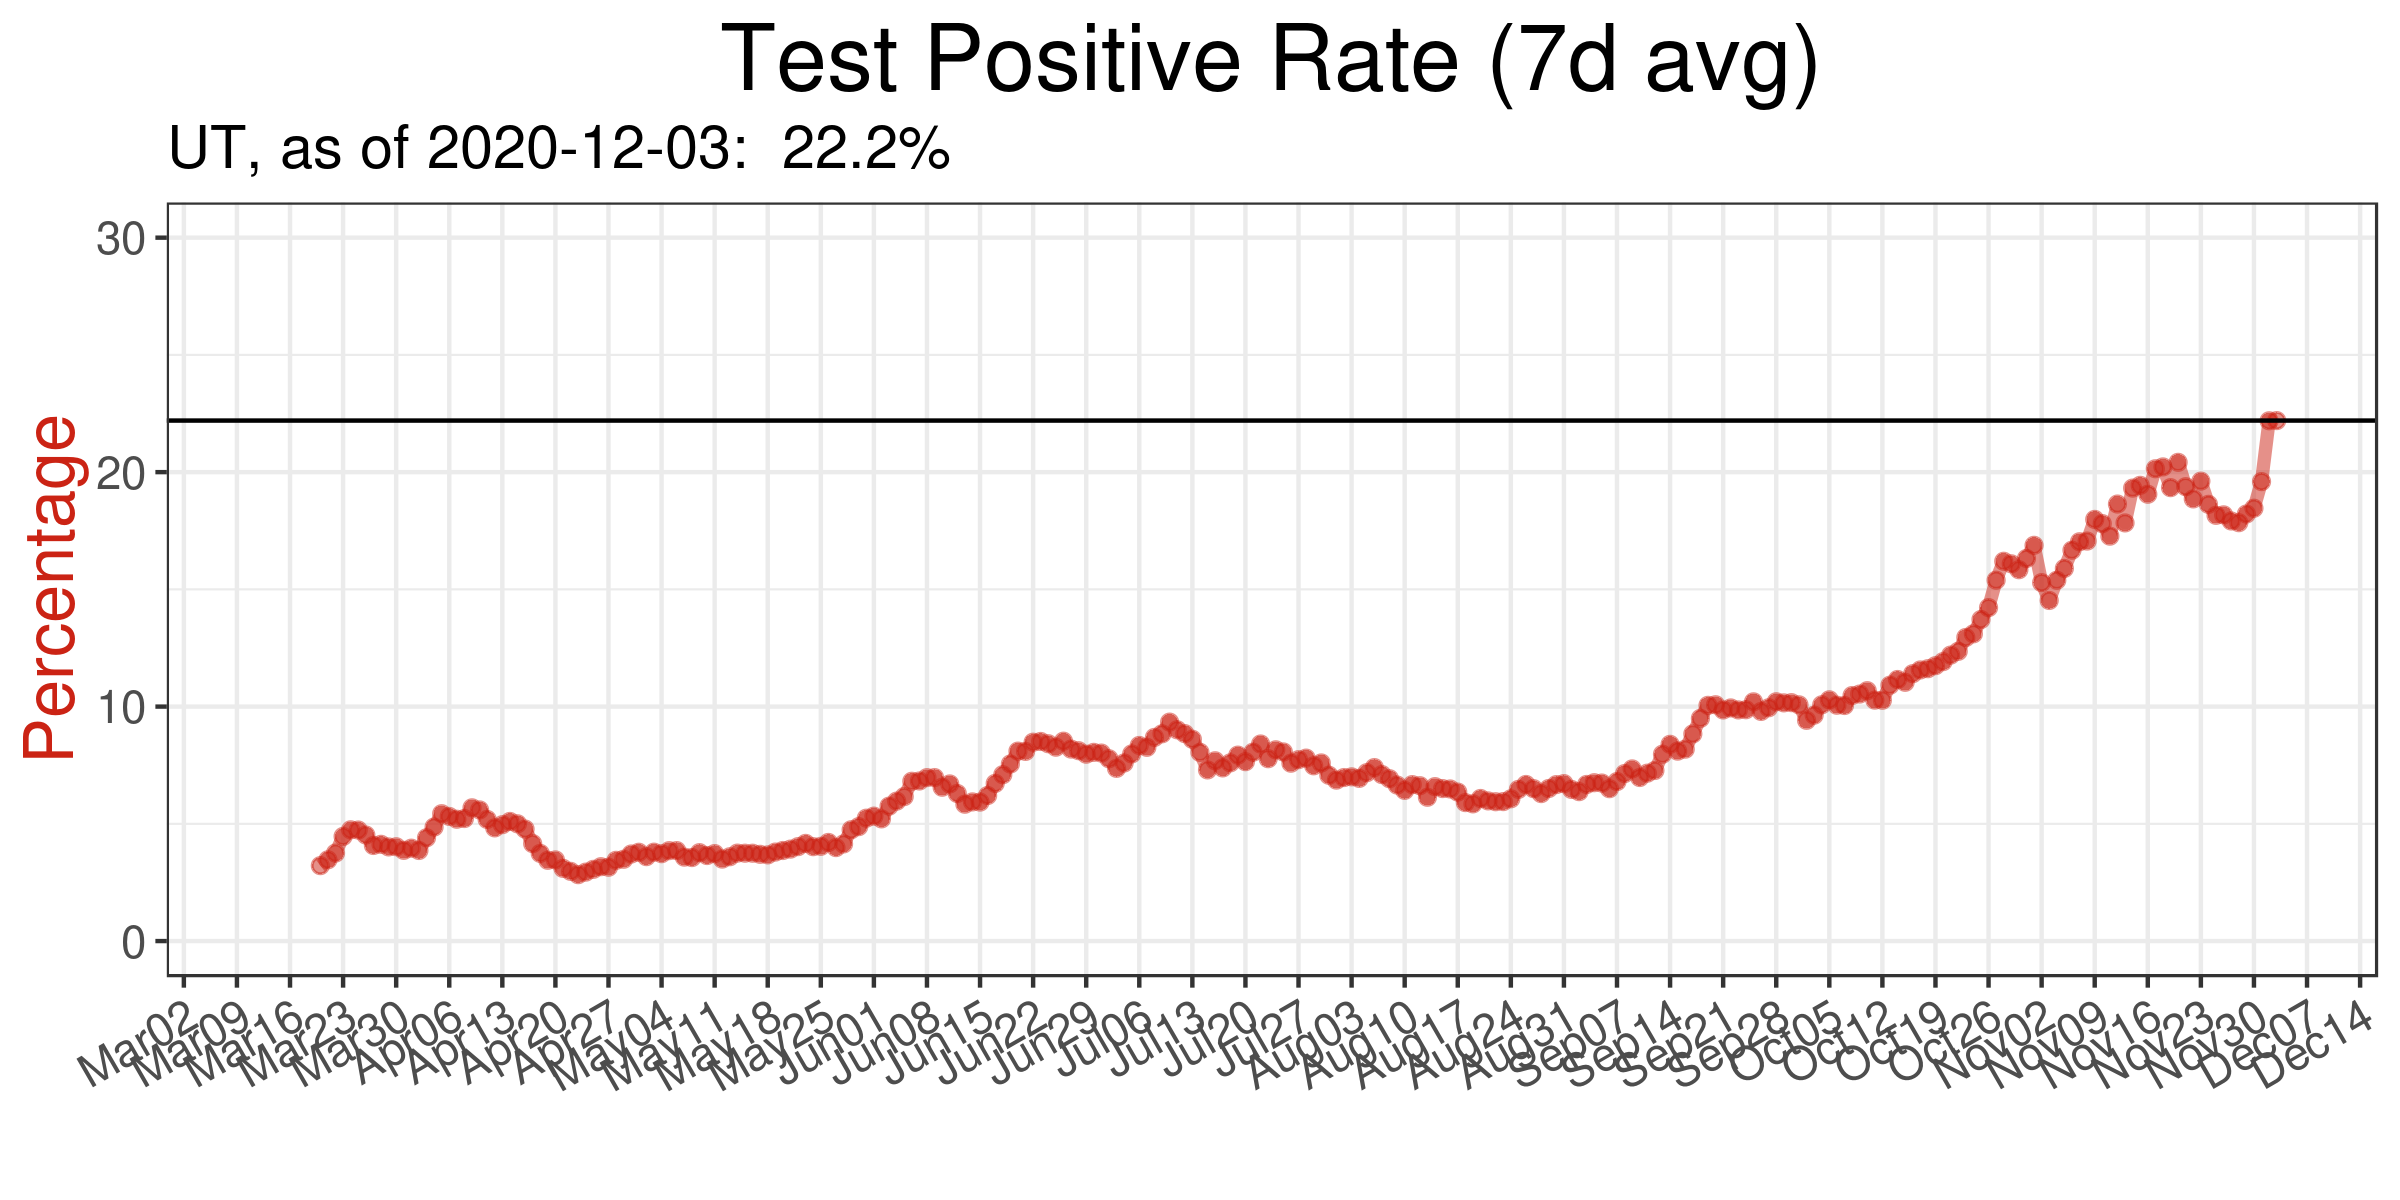 Test Positive Rate (7d avg)
UT, as of 2020-12-03:  22.2%
Percentage
30
20
10
0
Mar02
Mar09
Mar16
Mar23
Mar30
Apr06
Apr13
Apr20
Apr27
May04
May11
May18
May25
Jun01
Jun08
Jun15
Jun22
Jun29
Jul06
Jul13
Jul20
Jul27
Aug03
Aug10
Aug17
Aug24
Aug31
Sep07
Sep14
Sep21
Sep28
Oct05
Oct12
Oct19
Oct26
Nov02
Nov09
Nov16
Nov23
Nov30
Dec07
Dec14